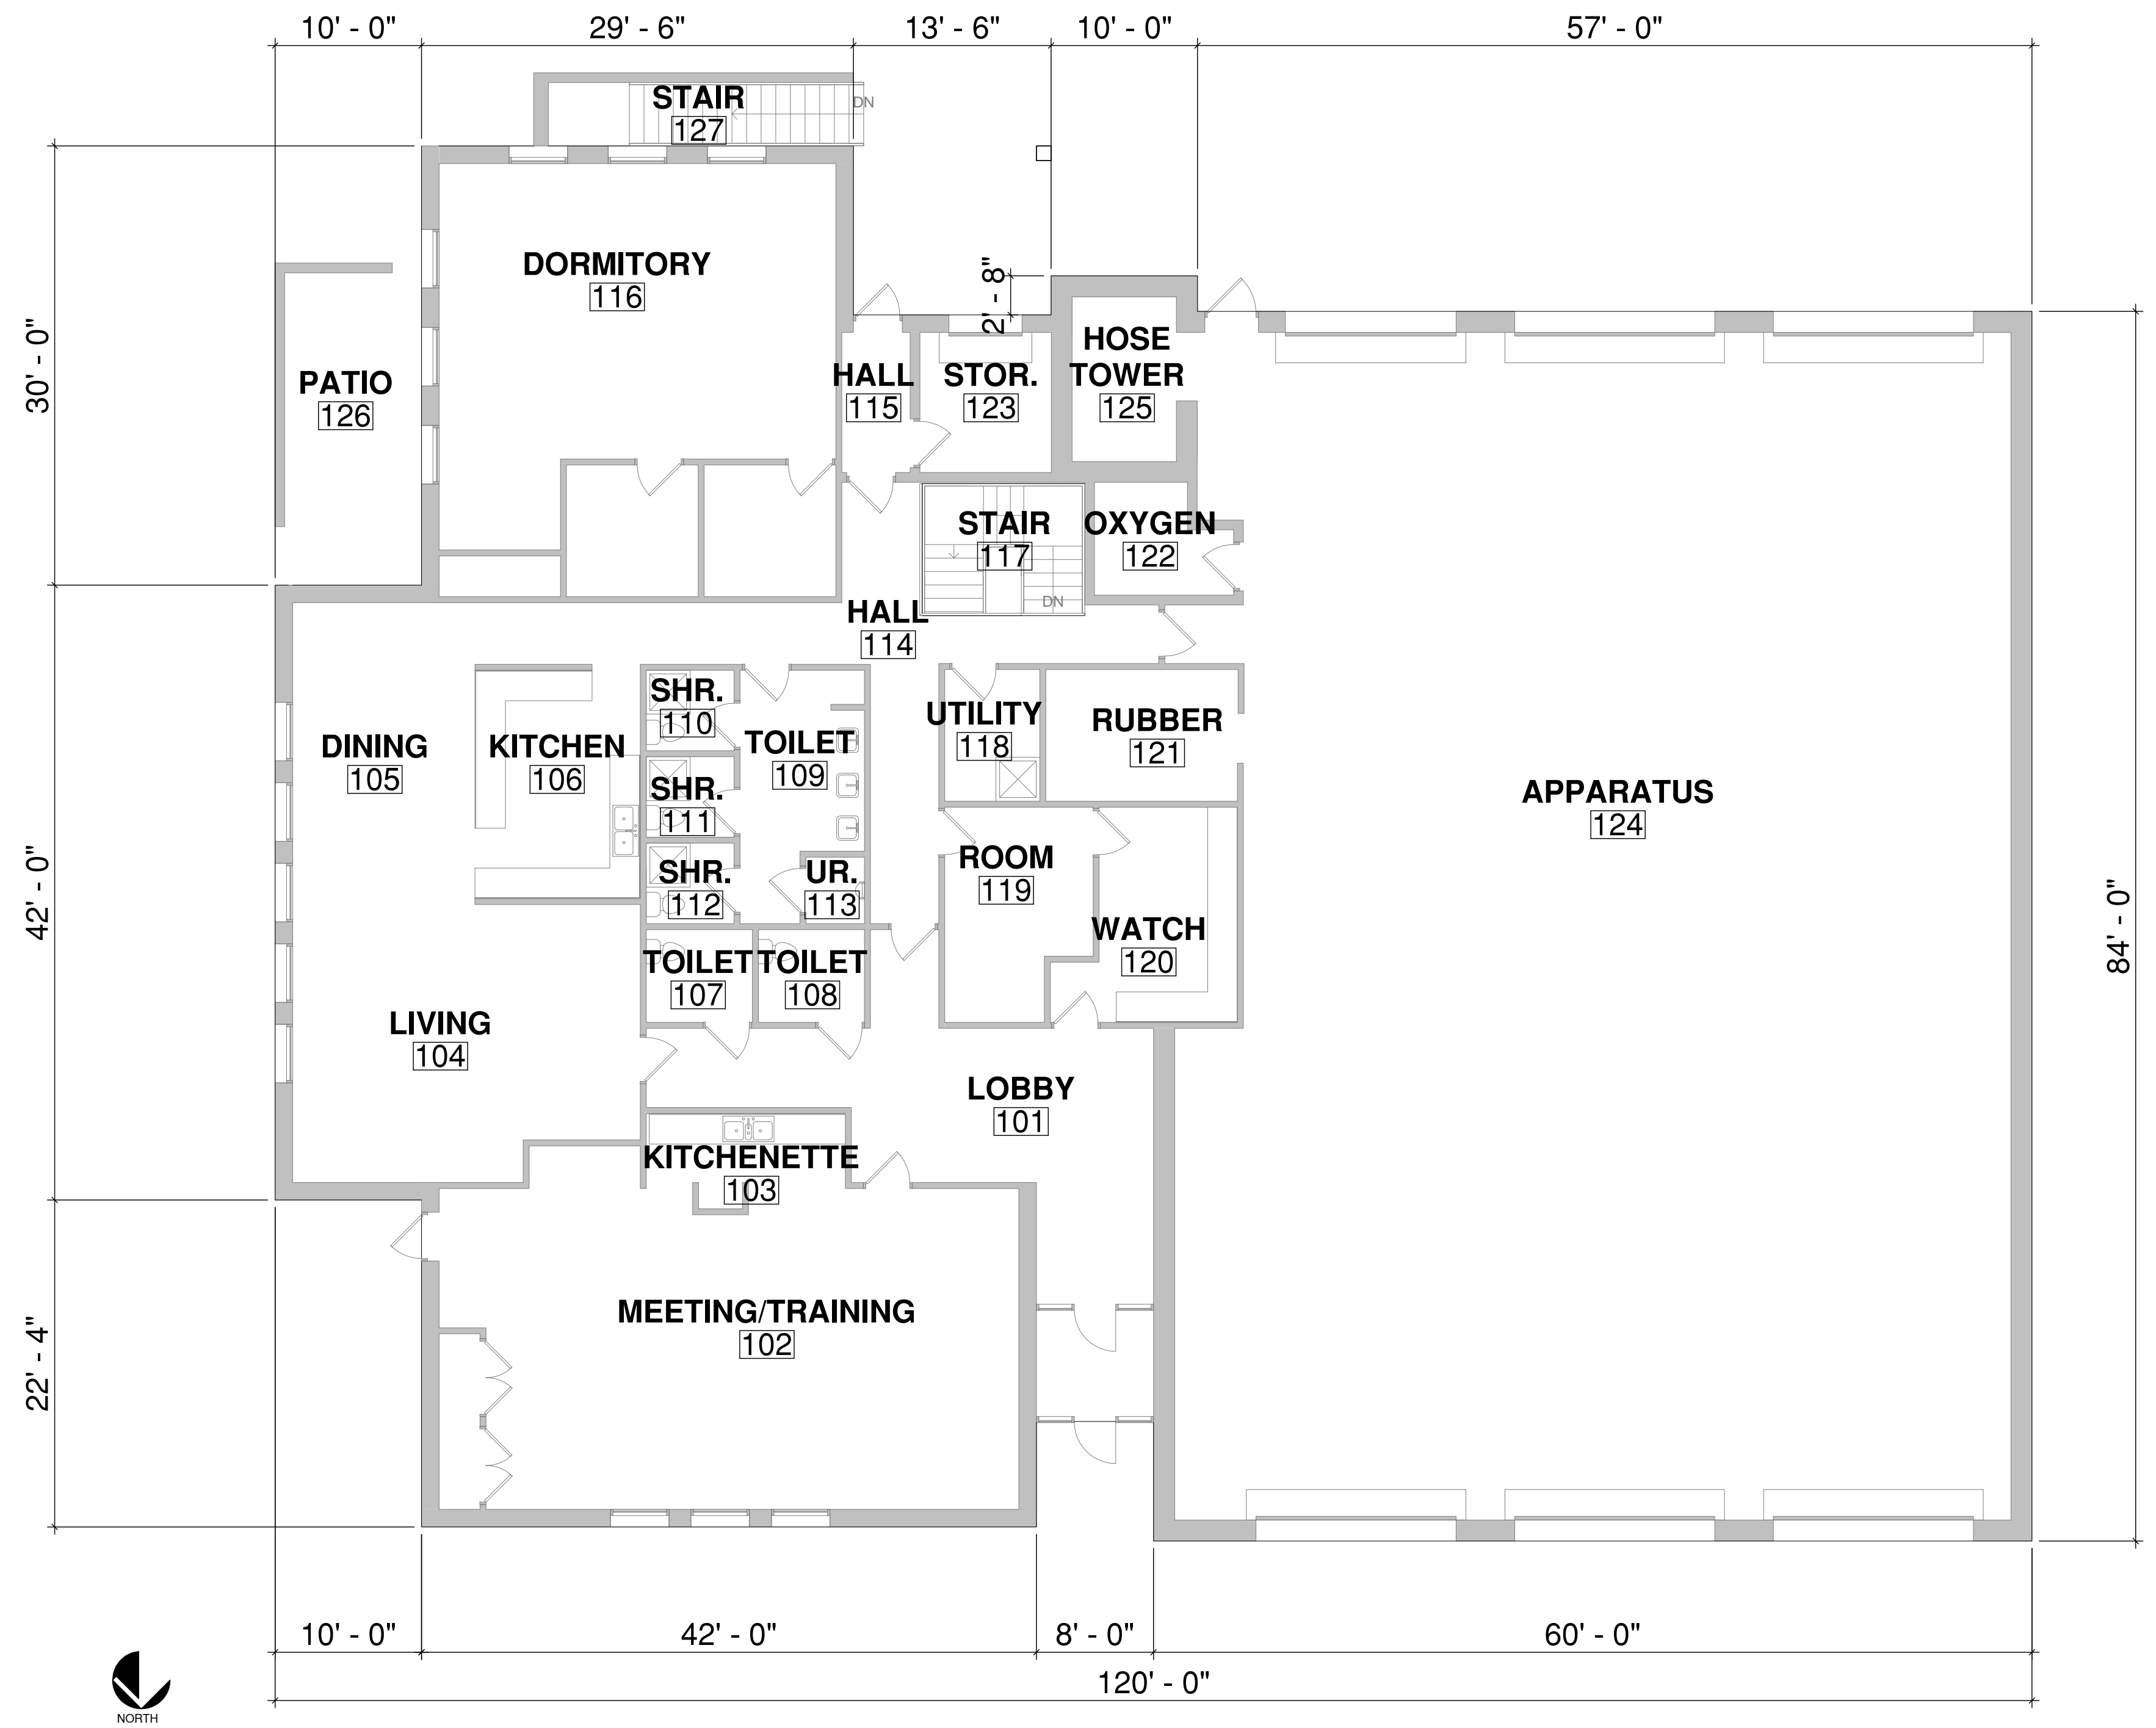 10' - 0"
29' - 6"
13' - 6"
10' - 0"
57' - 0"
STAIR
127
DN
DORMITORY
116
2' - 8"
30' - 0"
PATIO
126
HALL
115
STOR.
123
HOSE
TOWER
125
STAIR
117
DN
OXYGEN
122
HALL
114
DINING
105
KITCHEN
106
SHR.
110
SHR.
111
SHR.
112
TOILET
109
UR.
113
UTILITY
118
RUBBER
121
APPARATUS
124
ROOM
119
WATCH
120
42' - 0"
84' - 0"
TOILET
107
TOILET
108
LIVING
104
LOBBY
101
KITCHENETTE
103
MEETING/TRAINING
102
22' - 4"
10' - 0"
42' - 0"
8' - 0"
60' - 0"
120' - 0"
NORTH